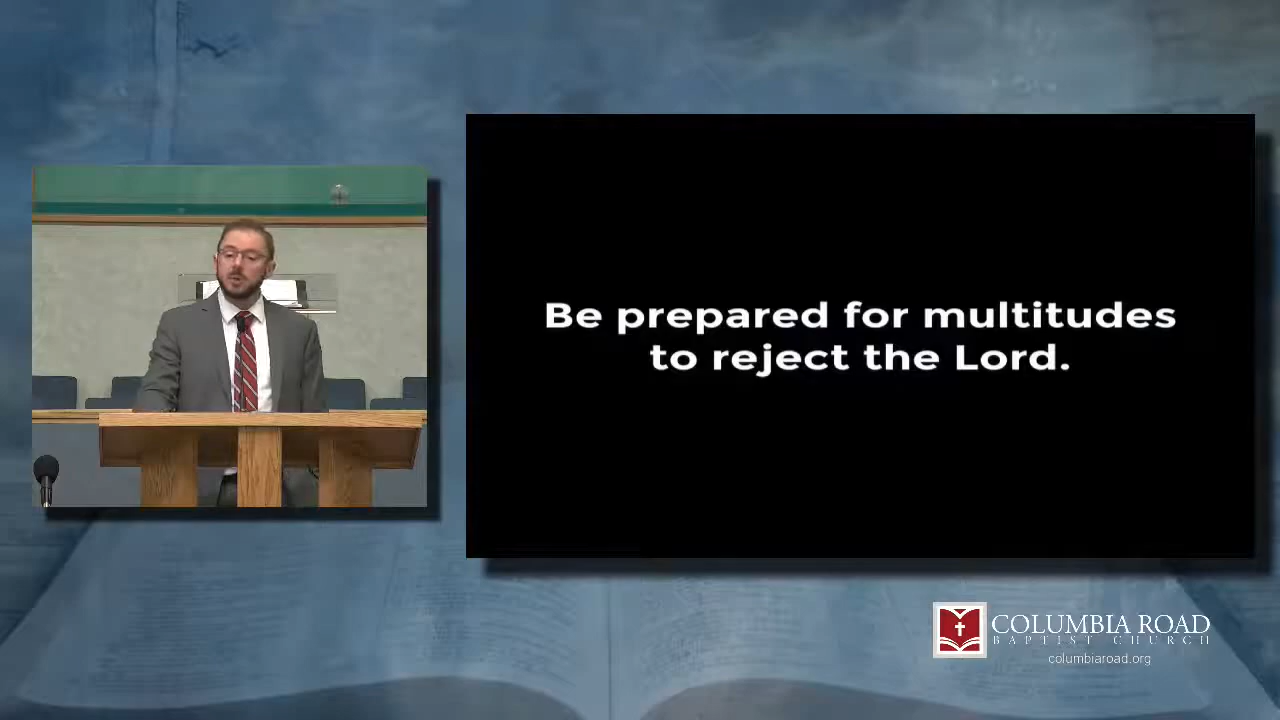 Be prepared for multitudes
to reject the Lord.
COLUMBIA ROAD
BAPTIST CHURCH
columbiaroad.org